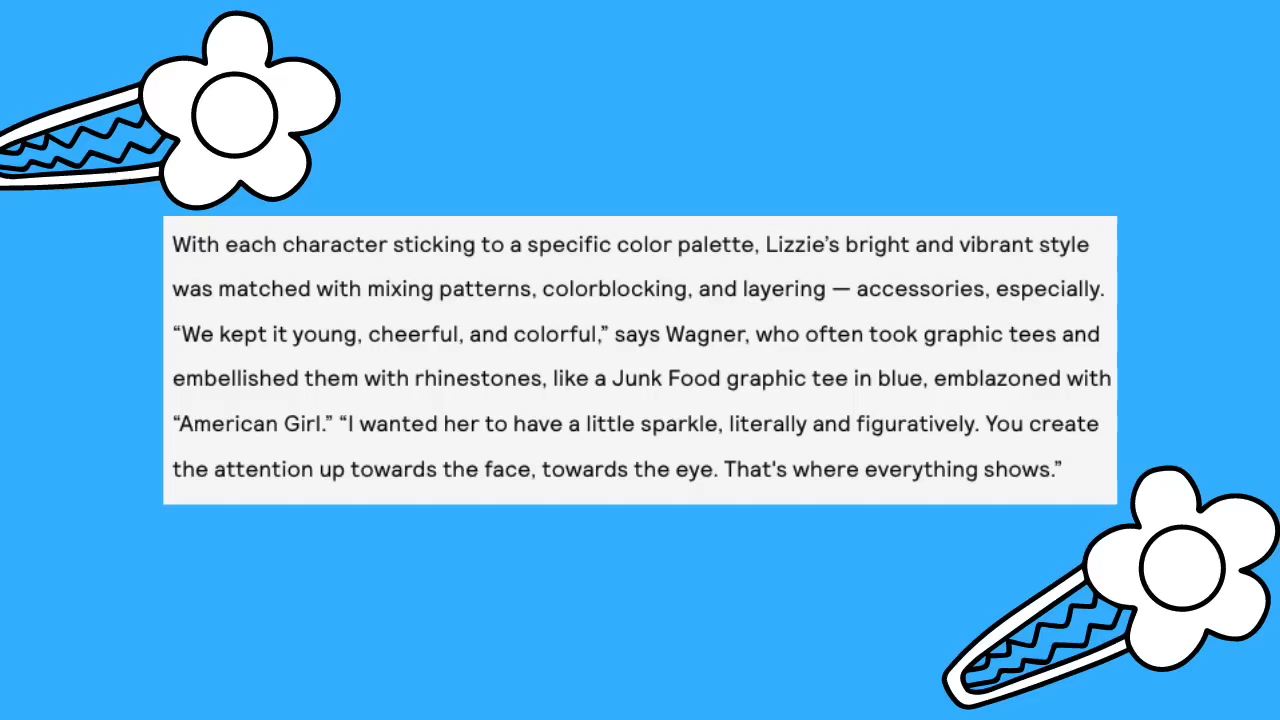 With each character sticking to a specific color palette, Lizzie’s bright and vibrant style
was matched with mixing patterns, colorblocking, and layering — accessories, especially.
“We kept it young, cheerful, and colorful,” says Wagner, who often took graphic tees and
embellished them with rhinestones, like a Junk Food graphic tee in blue, emblazoned with
“American Girl.” “I wanted her to have a little sparkle, literally and figuratively. You create
the attention up towards the face, towards the eye. That's where everything shows.”